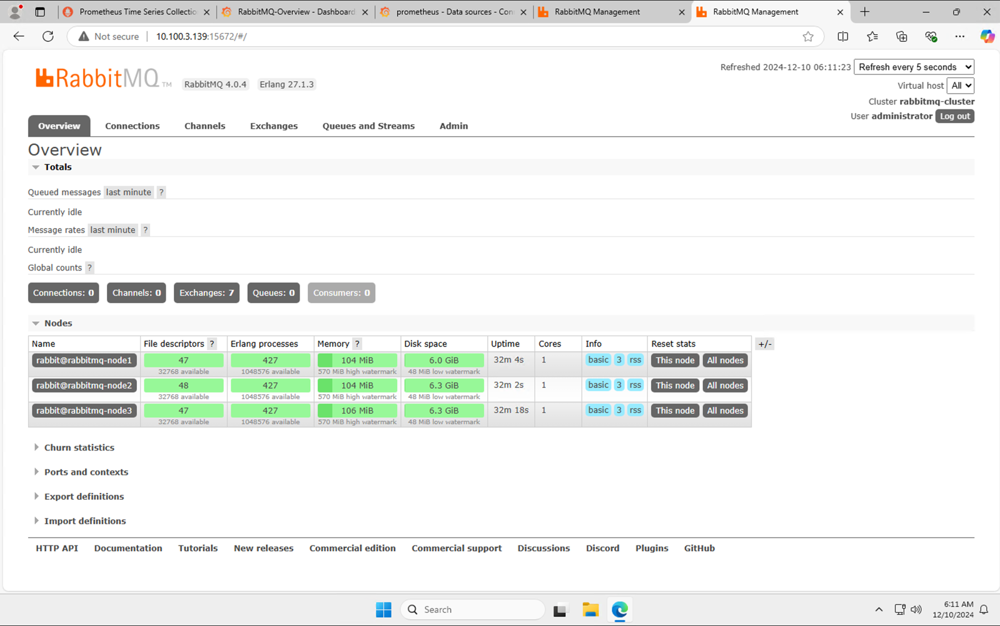 Prometheus Time Series Collectio
RabbitMQ-Overview - Dashboard
prometheus - Data sources - Con
RabbitMQ Management
RabbitMQ Management
Not secure
10.100.3.139:15672/#/
Refreshed 2024-12-10 06:11:23 Refresh every 5 seconds
RabbitMQ TM RabbitMQ 4.0.4 Erlang 27.1.3
Virtual host All
Cluster rabbitmq-cluster
User administrator Log out
Overview Connections Channels Exchanges Queues and Streams Admin
Overview
Totals
Queued messages last minute ?
Currently idle
Message rates last minute ?
Currently idle
Global counts ?
Connections: 0 Channels: 0 Exchanges: 7 Queues: 0 Consumers: 0
Nodes
Name File descriptors ? Erlang processes Memory ? Disk space Uptime Cores Info Reset stats +/-
rabbit@rabbitmq-node1 47 427 104 MiB 6.0 GiB 32m 4s 1 basic 3 rss This node All nodes
32768 available 1048576 available 570 MiB high watermark 48 MiB low watermark
rabbit@rabbitmq-node2 48 427 104 MiB 6.3 GiB 32m 2s 1 basic 3 rss This node All nodes
32768 available 1048576 available 570 MiB high watermark 48 MiB low watermark
rabbit@rabbitmq-node3 47 427 106 MiB 6.3 GiB 32m 18s 1 basic 3 rss This node All nodes
32768 available 1048576 available 570 MiB high watermark 48 MiB low watermark
Churn statistics
Ports and contexts
Export definitions
Import definitions
HTTP API Documentation Tutorials New releases Commercial edition Commercial support Discussions Discord Plugins GitHub
Search
6:11 AM
12/10/2024